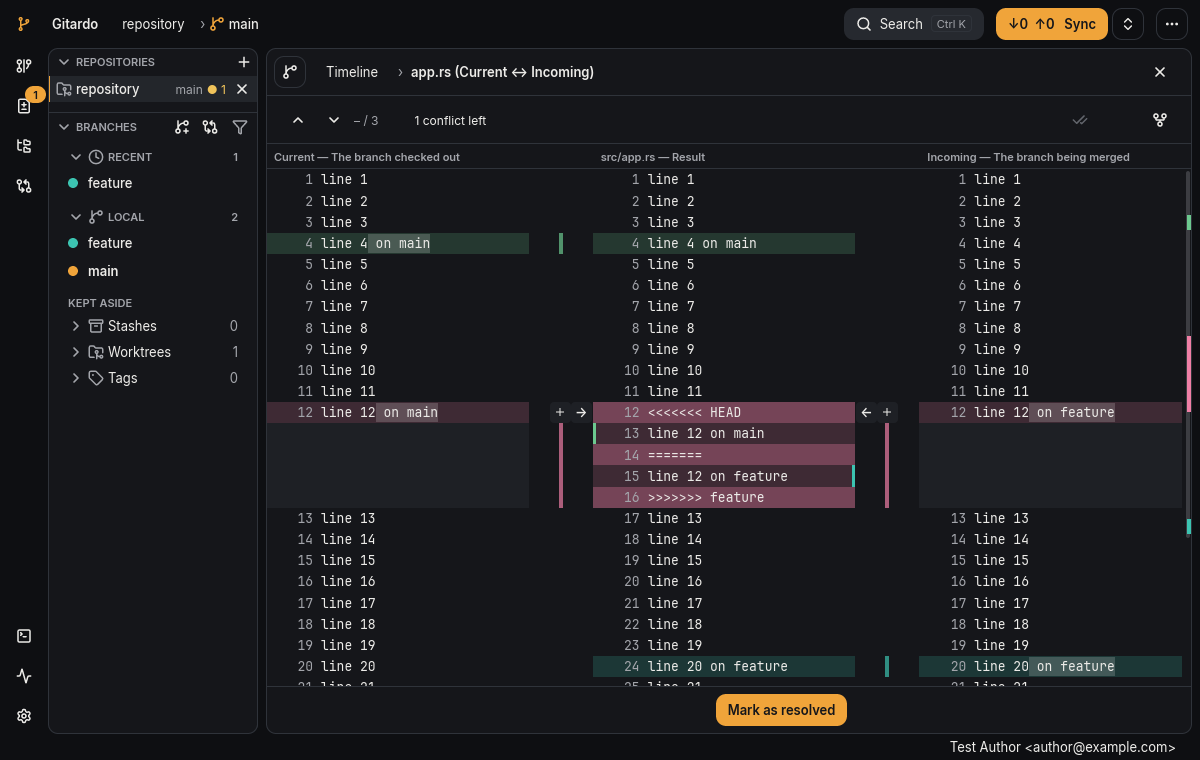 Gitardo repository › main
Search Ctrl K
↓0 ↑0 Sync
1
REPOSITORIES
repository main 1
BRANCHES
RECENT 1
feature
LOCAL 2
feature
main
KEPT ASIDE
Stashes 0
Worktrees 1
Tags 0
Timeline › app.rs (Current ↔ Incoming)
– / 3 1 conflict left
Current — The branch checked out src/app.rs — Result Incoming — The branch being merged
1 line 1 1 line 1 1 line 1
2 line 2 2 line 2 2 line 2
3 line 3 3 line 3 3 line 3
4 line 4 on main 4 line 4 on main 4 line 4
5 line 5 5 line 5 5 line 5
6 line 6 6 line 6 6 line 6
7 line 7 7 line 7 7 line 7
8 line 8 8 line 8 8 line 8
9 line 9 9 line 9 9 line 9
10 line 10 10 line 10 10 line 10
11 line 11 11 line 11 11 line 11
12 line 12 on main + → 12 <<<<<<< HEAD ← + 12 line 12 on feature
13 line 12 on main
14 =======
15 line 12 on feature
16 >>>>>>> feature
13 line 13 17 line 13 13 line 13
14 line 14 18 line 14 14 line 14
15 line 15 19 line 15 15 line 15
16 line 16 20 line 16 16 line 16
17 line 17 21 line 17 17 line 17
18 line 18 22 line 18 18 line 18
19 line 19 23 line 19 19 line 19
20 line 20 24 line 20 on feature 20 line 20 on feature
21 line 21 25 line 21 21 line 21
Mark as resolved
Test Author <author@example.com>